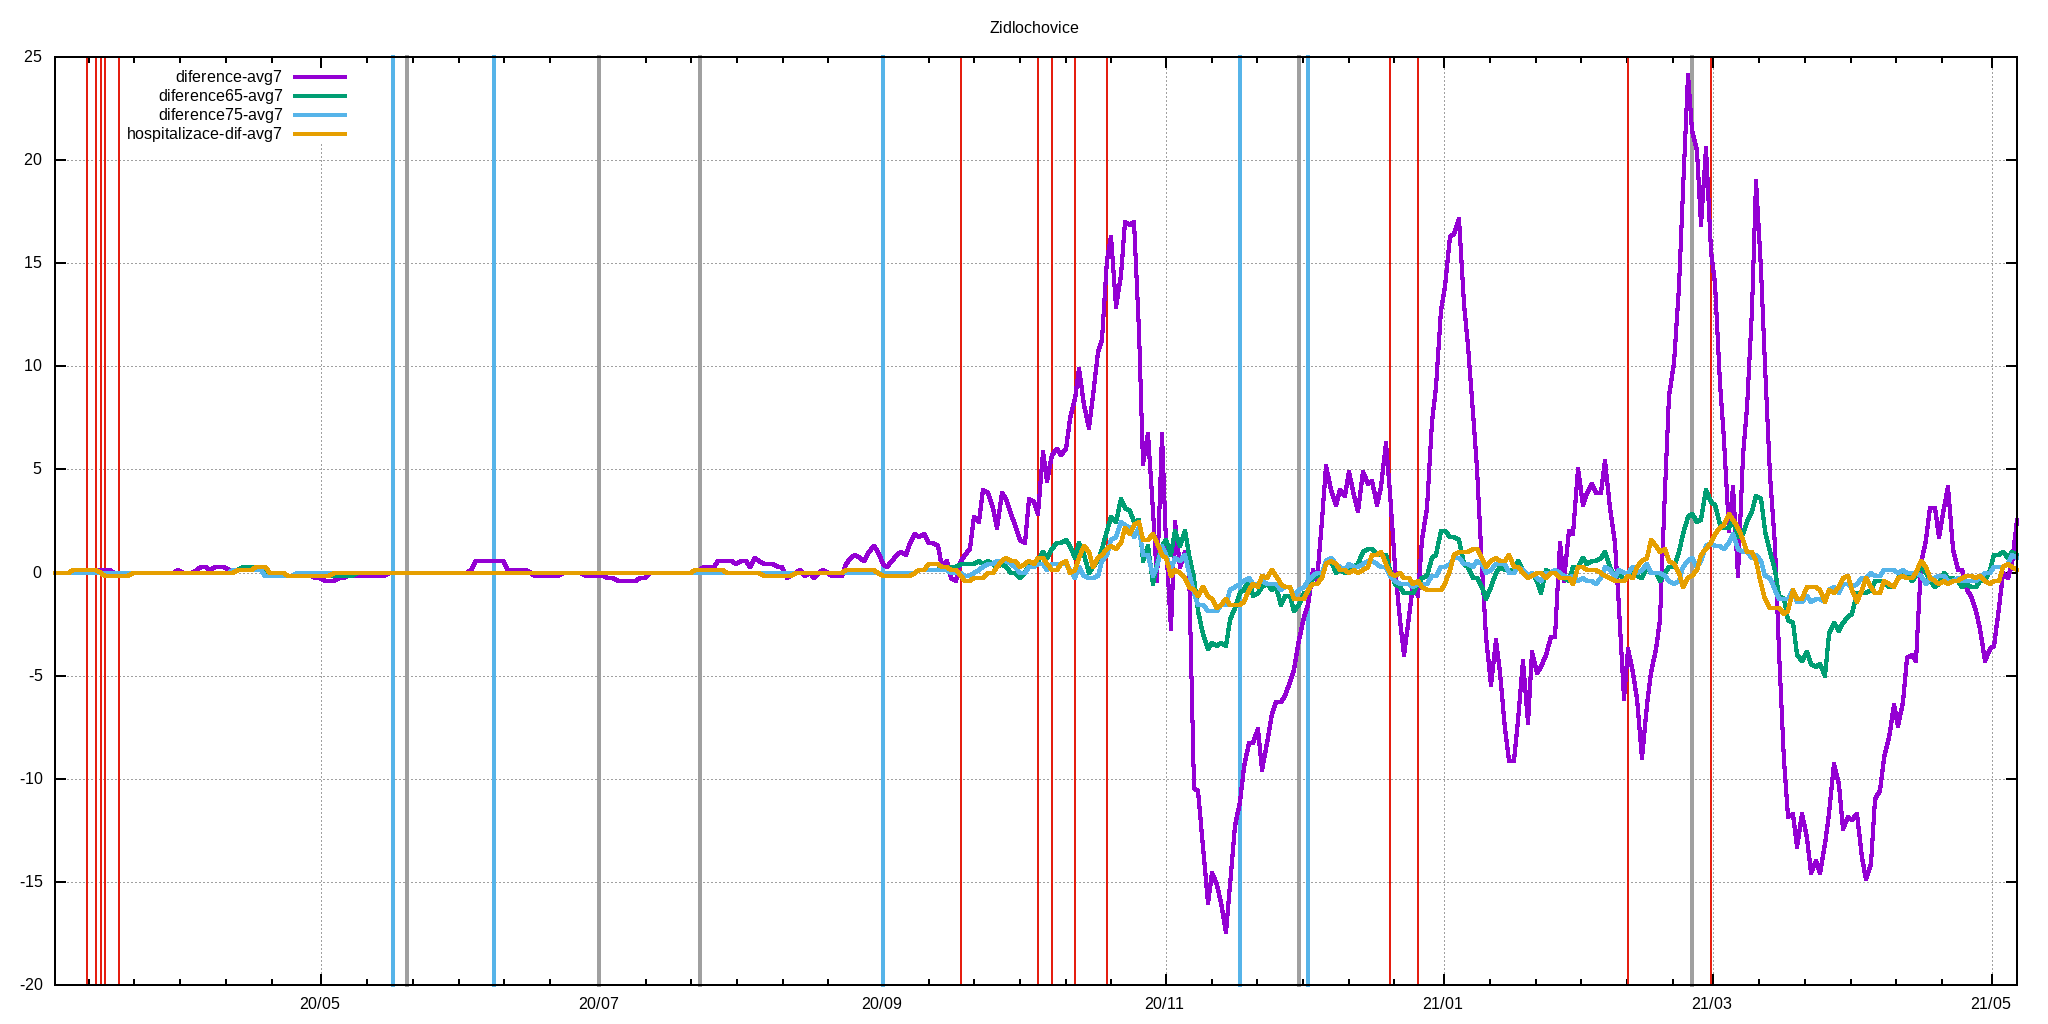 Zidlochovice
25
20
15
10
5
0
-5
-10
-15
-20
diference-avg7
diference65-avg7
diference75-avg7
hospitalizace-dif-avg7
20/05 20/07 20/09 20/11 21/01 21/03 21/05